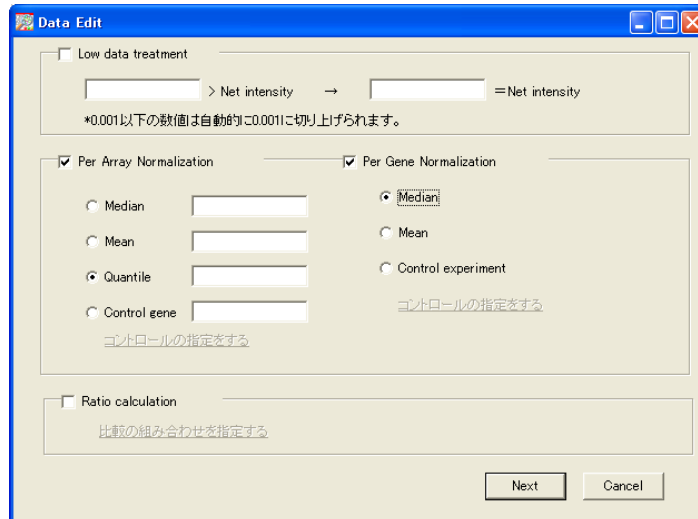 Data Edit
Low data treatment
> Net intensity → =Net intensity
*0.001以下の数値は自動的に0.001に切り上げられます。
Per Array Normalization
Median
Mean
Quantile
Control gene
コントロールの指定をする
Per Gene Normalization
Median
Mean
Control experiment
コントロールの指定をする
Ratio calculation
比較の組み合わせを指定する
Next Cancel